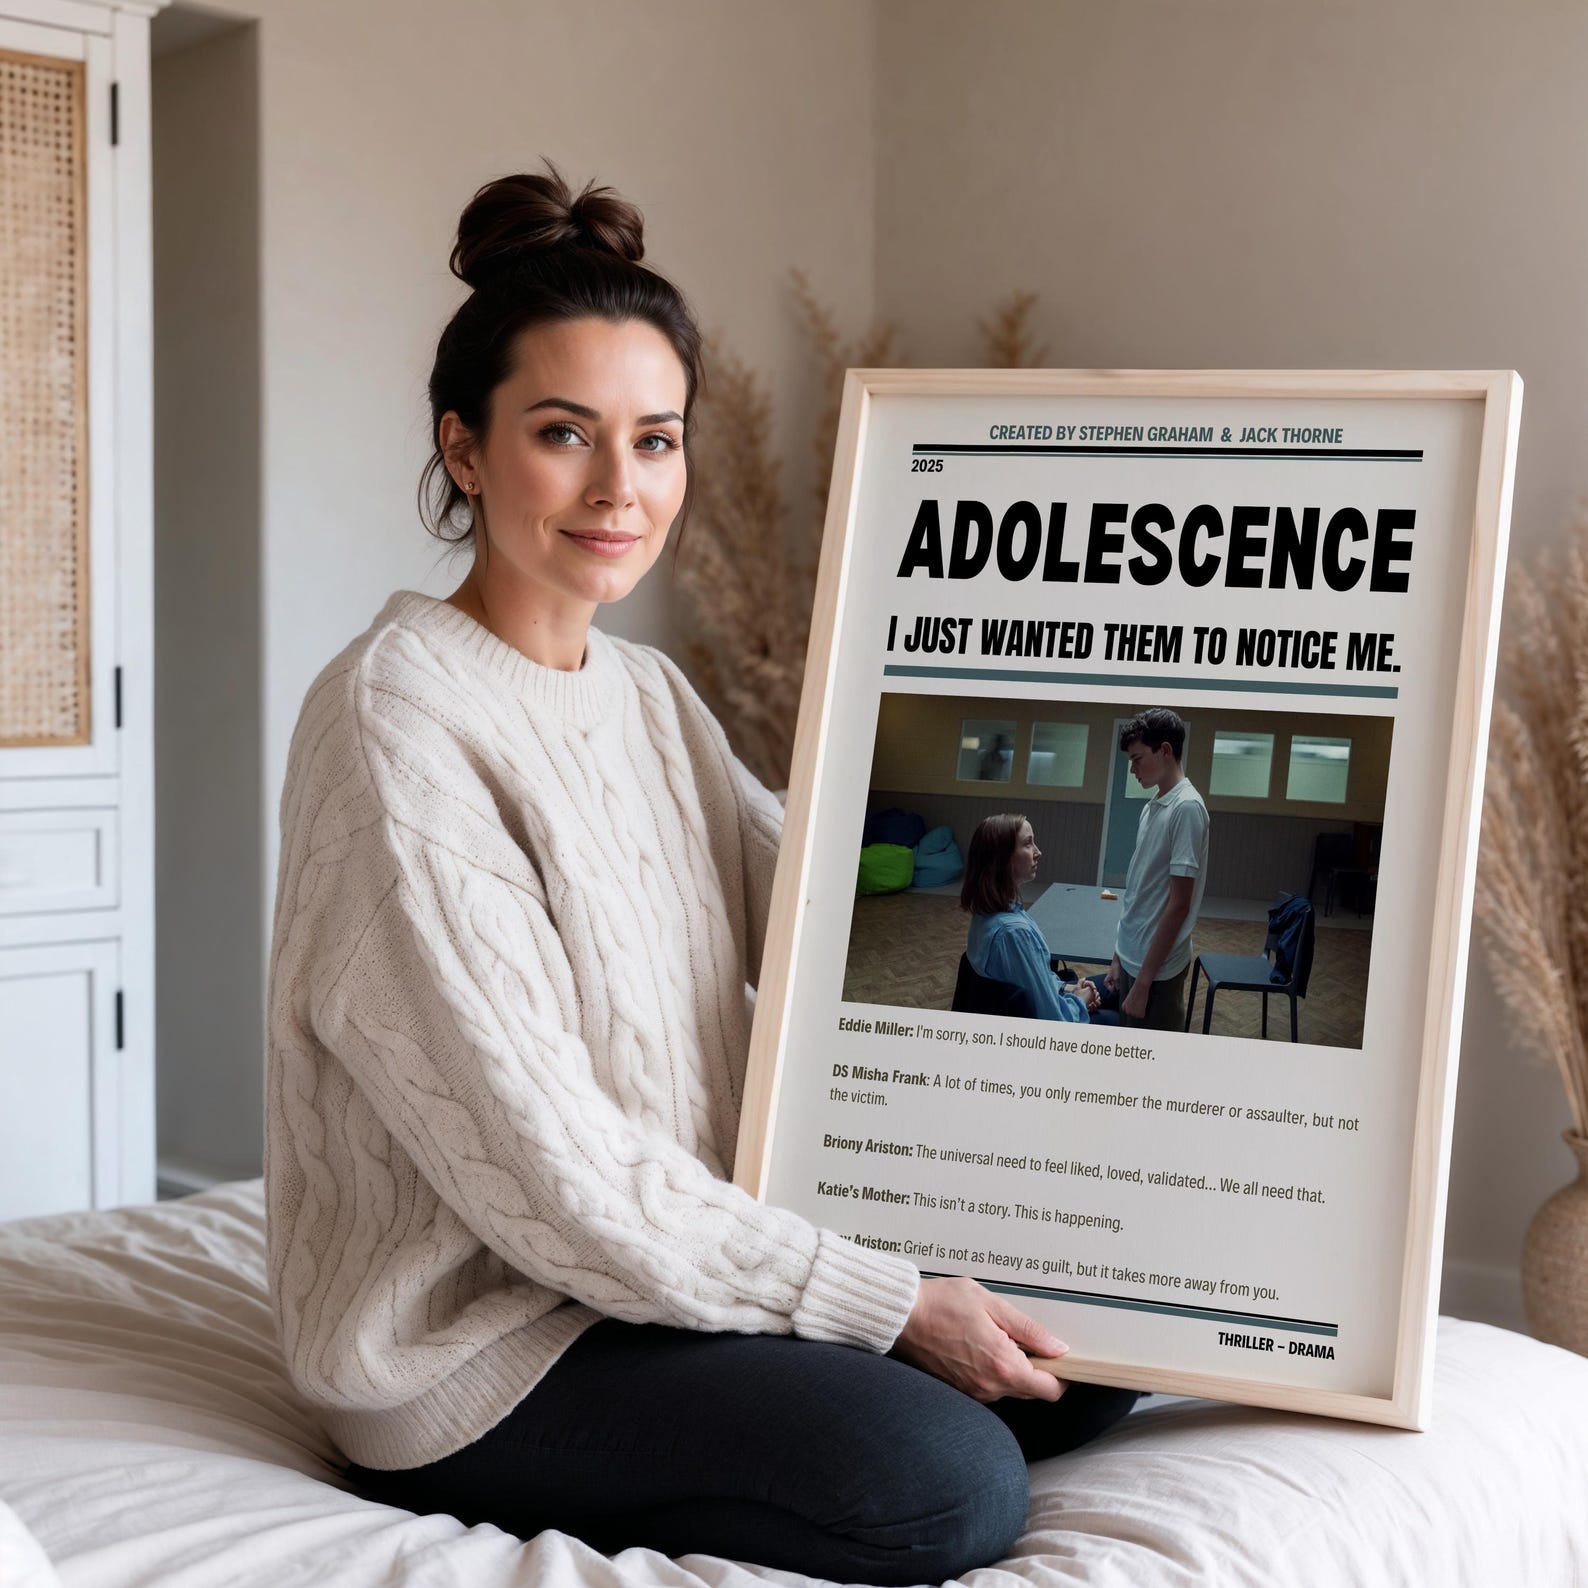 CREATED BY STEPHEN GRAHAM & JACK THORNE
2025
ADOLESCENCE
I JUST WANTED THEM TO NOTICE ME.
Eddie Miller: I'm sorry, son. I should have done better.
DS Misha Frank: A lot of times, you only remember the murderer or assaulter, but not
the victim.
Briony Ariston: The universal need to feel liked, loved, validated... We all need that.
Katie's Mother: This isn't a story. This is happening.
Ariston: Grief is not as heavy as guilt, but it takes more away from you.
THRILLER – DRAMA